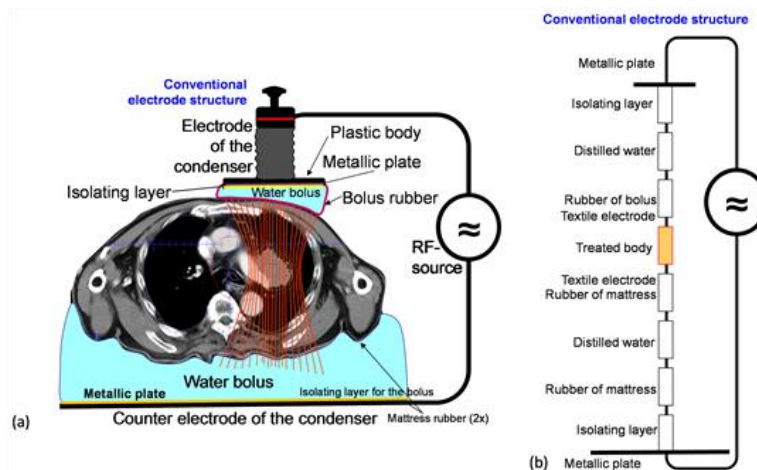 Conventional
electrode structure
Electrode
of the
condenser
Plastic body
Metallic plate
Isolating layer
Water bolus
Bolus rubber
≈
RF-
source
Water bolus
Metallic plate
Isolating layer for the bolus
Mattress rubber (2x)
Counter electrode of the condenser
(a)
Conventional electrode structure
Metallic plate
Isolating layer
Distilled water
Rubber of bolus
Textile electrode
≈
Treated body
Textile electrode
Rubber of mattress
Distilled water
Rubber of mattress
Isolating layer
Metallic plate
(b)